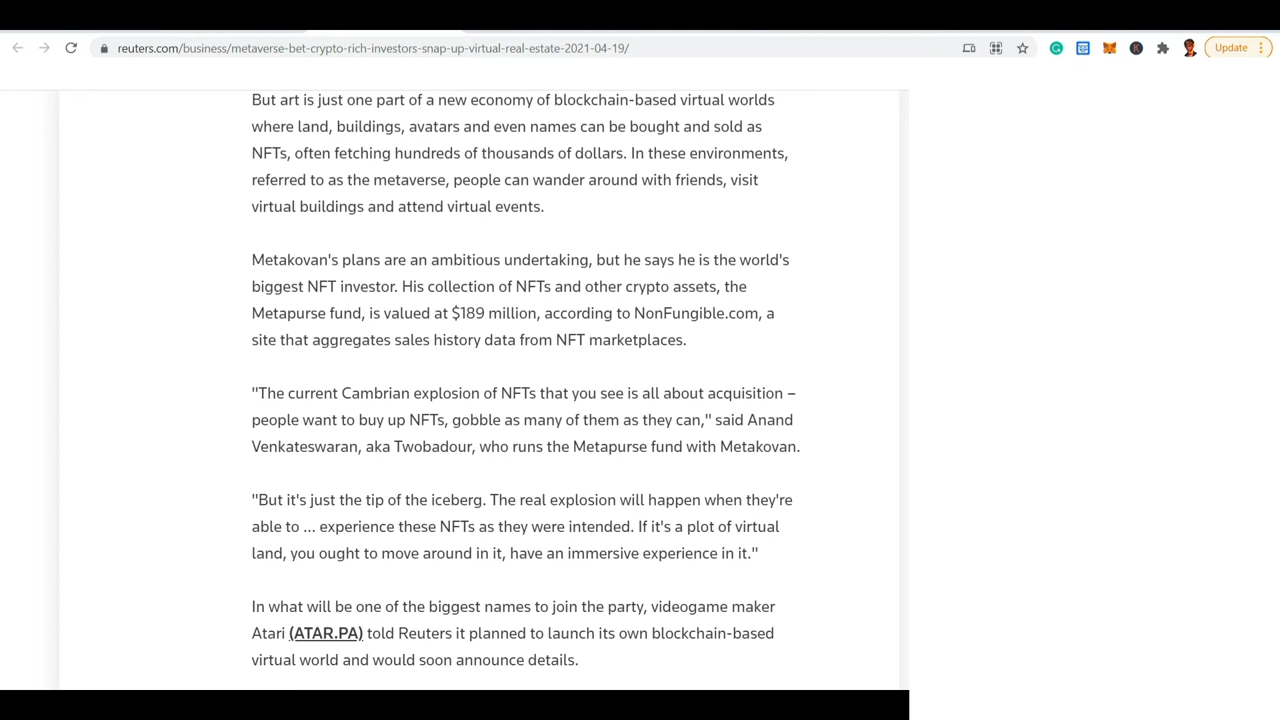 reuters.com/business/metaverse-bet-crypto-rich-investors-snap-up-virtual-real-estate-2021-04-19/
Update
But art is just one part of a new economy of blockchain-based virtual worlds
where land, buildings, avatars and even names can be bought and sold as
NFTs, often fetching hundreds of thousands of dollars. In these environments,
referred to as the metaverse, people can wander around with friends, visit
virtual buildings and attend virtual events.
Metakovan's plans are an ambitious undertaking, but he says he is the world's
biggest NFT investor. His collection of NFTs and other crypto assets, the
Metapurse fund, is valued at $189 million, according to NonFungible.com, a
site that aggregates sales history data from NFT marketplaces.
"The current Cambrian explosion of NFTs that you see is all about acquisition –
people want to buy up NFTs, gobble as many of them as they can," said Anand
Venkateswaran, aka Twobadour, who runs the Metapurse fund with Metakovan.
"But it's just the tip of the iceberg. The real explosion will happen when they're
able to ... experience these NFTs as they were intended. If it's a plot of virtual
land, you ought to move around in it, have an immersive experience in it."
In what will be one of the biggest names to join the party, videogame maker
Atari (ATAR.PA) told Reuters it planned to launch its own blockchain-based
virtual world and would soon announce details.